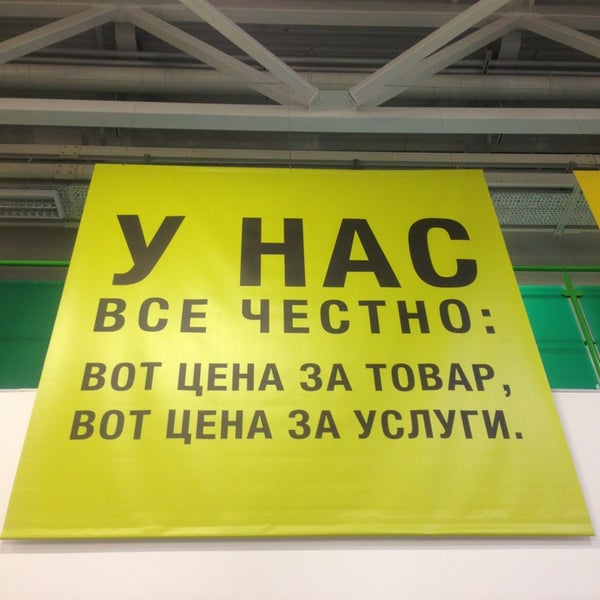 У НАС
ВСЕ ЧЕСТНО:
ВОТ ЦЕНА ЗА ТОВАР,
ВОТ ЦЕНА ЗА УСЛУГИ.